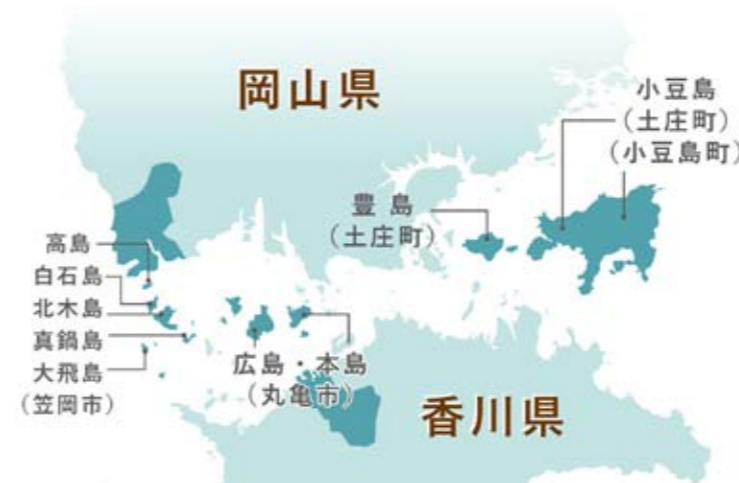 岡山県
小豆島
（土庄町）
（小豆島町）
豊島
（土庄町）
高島
白石島
北木島
真鍋島
大飛島
（笠岡市）
広島・本島
（丸亀市）
香川県